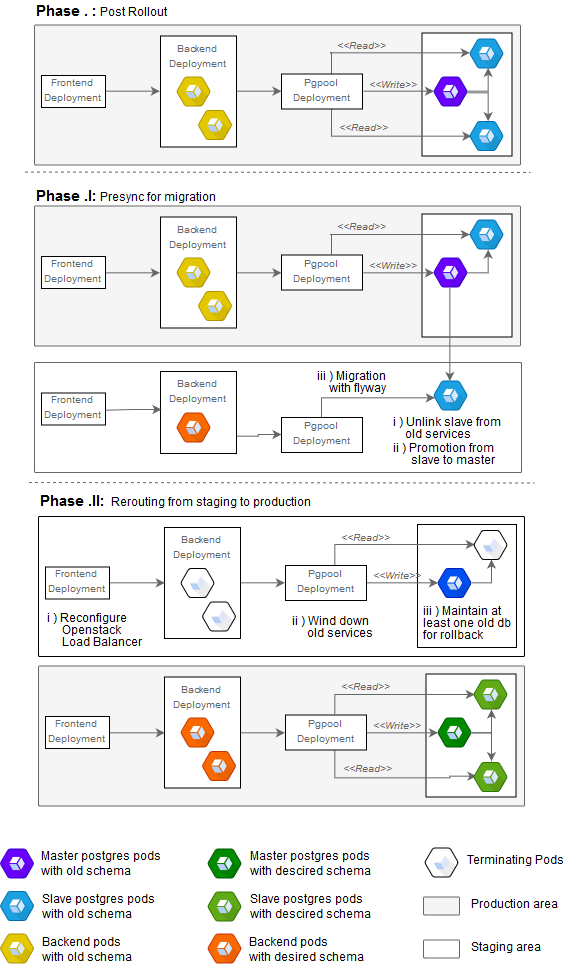 Phase . : Post Rollout
Frontend
Deployment
Backend
Deployment
Pgpool
Deployment
<<Read>>
<<Write>>
<<Read>>
Phase .I: Presync for migration
Frontend
Deployment
Backend
Deployment
Pgpool
Deployment
<<Read>>
<<Write>>
Frontend
Deployment
Backend
Deployment
Pgpool
Deployment
iii ) Migration
with flyway
i ) Unlink slave from
old services
ii ) Promotion from
slave to master
Phase .II: Rerouting from staging to production
Frontend
Deployment
i ) Reconfigure
Openstack
Load Balancer
Backend
Deployment
Pgpool
Deployment
ii ) Wind down
old services
<<Read>>
<<Write>>
iii ) Maintain at
least one old db
for rollback
Frontend
Deployment
Backend
Deployment
Pgpool
Deployment
<<Read>>
<<Write>>
<<Read>>
Master postgres pods
with old schema
Master postgres pods
with desired schema
Terminating Pods
Slave postgres pods
with old schema
Slave postgres pods
with desired schema
Production area
Backend pods
with old schema
Backend pods
with desired schema
Staging area